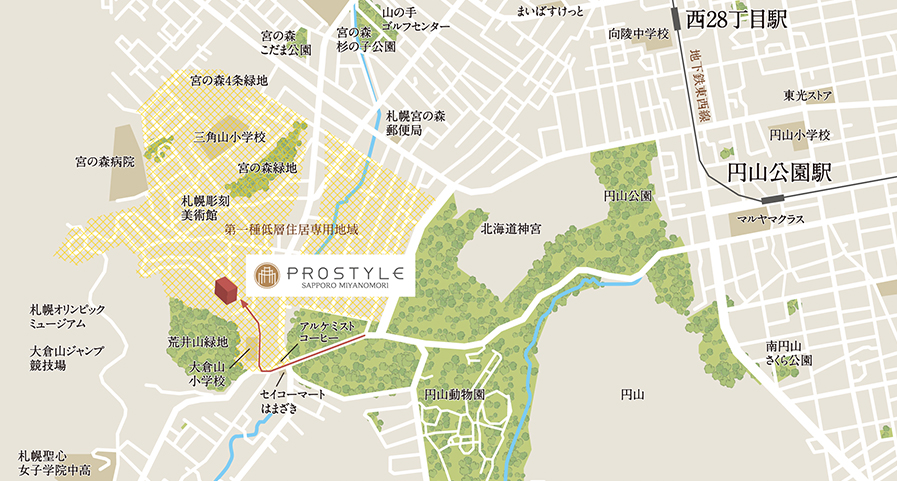 山の手
ゴルフセンター
まいばすけっと
西28丁目駅
宮の森
こだま公園
宮の森
杉の子公園
向陵中学校
地下鉄東西線
宮の森4条緑地
東光ストア
札幌宮の森
郵便局
三角山小学校
円山小学校
宮の森病院
宮の森緑地
円山公園駅
円山公園
札幌彫刻
美術館
マルヤマクラス
第一種低層住居専用地域
北海道神宮
PROSTYLE
SAPPORO MIYANOMORI
札幌オリンピック
ミュージアム
アルケミスト
コーヒー
荒井山緑地
大倉山ジャンプ
競技場
大倉山
小学校
南円山
さくら公園
セイコーマート
はまざき
円山動物園
円山
札幌聖心
女子学院中高